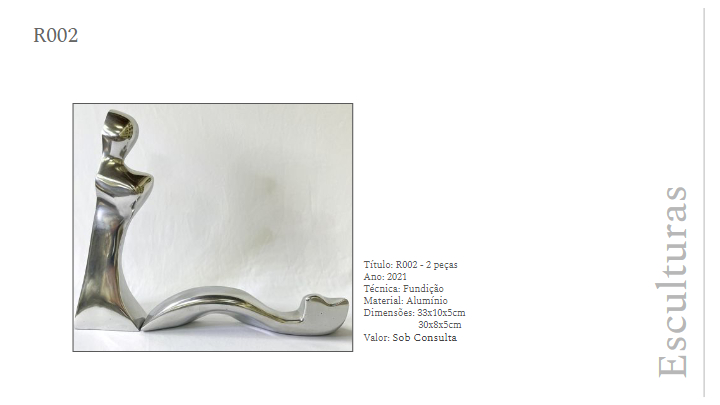 R002
Título: R002 - 2 peças
Ano: 2021
Técnica: Fundição
Material: Alumínio
Dimensões: 33x10x5cm
30x8x5cm
Valor: Sob Consulta
Esculturas